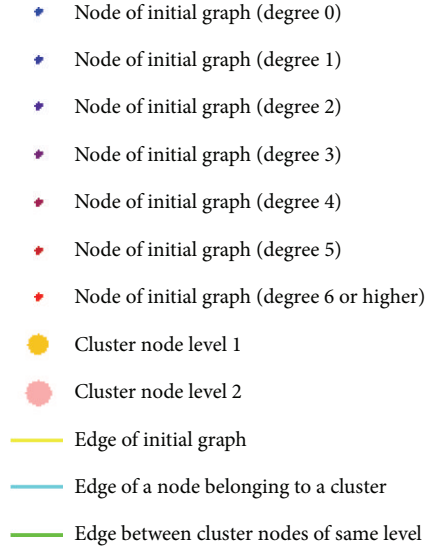 Node of initial graph (degree 0)
Node of initial graph (degree 1)
Node of initial graph (degree 2)
Node of initial graph (degree 3)
Node of initial graph (degree 4)
Node of initial graph (degree 5)
Node of initial graph (degree 6 or higher)
Cluster node level 1
Cluster node level 2
Edge of initial graph
Edge of a node belonging to a cluster
Edge between cluster nodes of same level